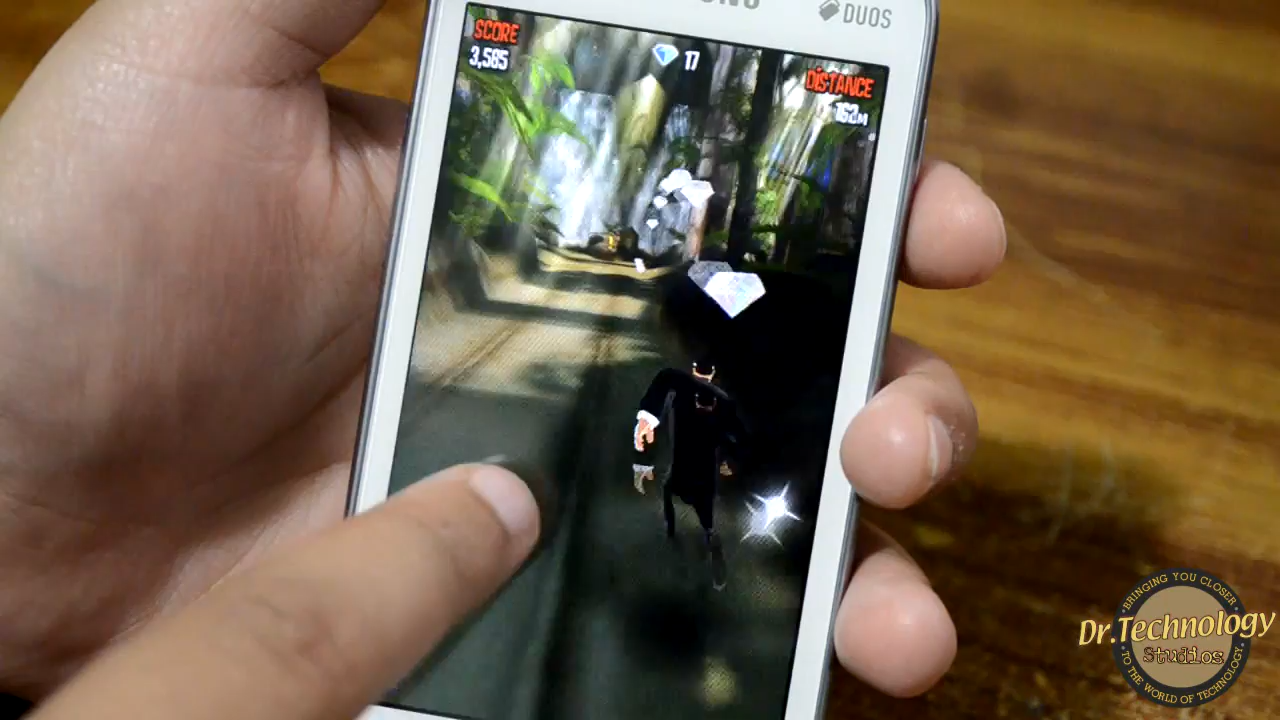 DUOS
SCORE
3,585
17
DISTANCE
162M
BRINGING YOU CLOSER
Dr.Technology
Studios
TO THE WORLD OF TECHNOLOGY